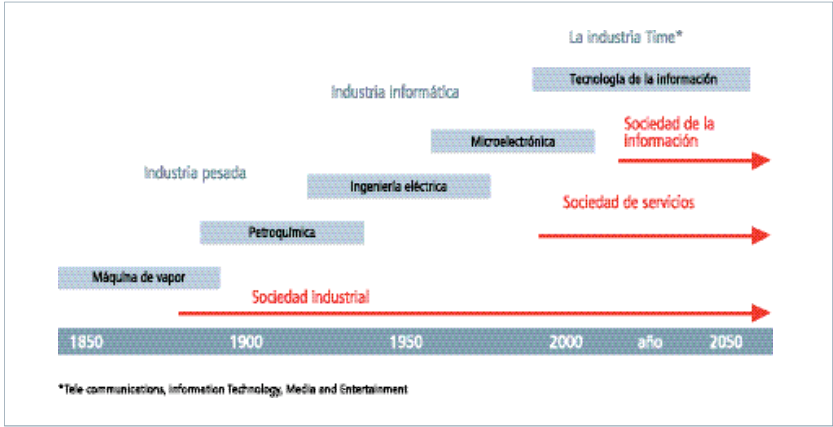 La industria Time*
Tecnología de la información
Industria informática
Sociedad de la
información
Microelectrónica
Industria pesada
Ingeniería eléctrica
Sociedad de servicios
Petroquímica
Máquina de vapor
Sociedad industrial
1850 1900 1950 2000 año 2050
*Tele communications, Information Technology, Media and Entertainment